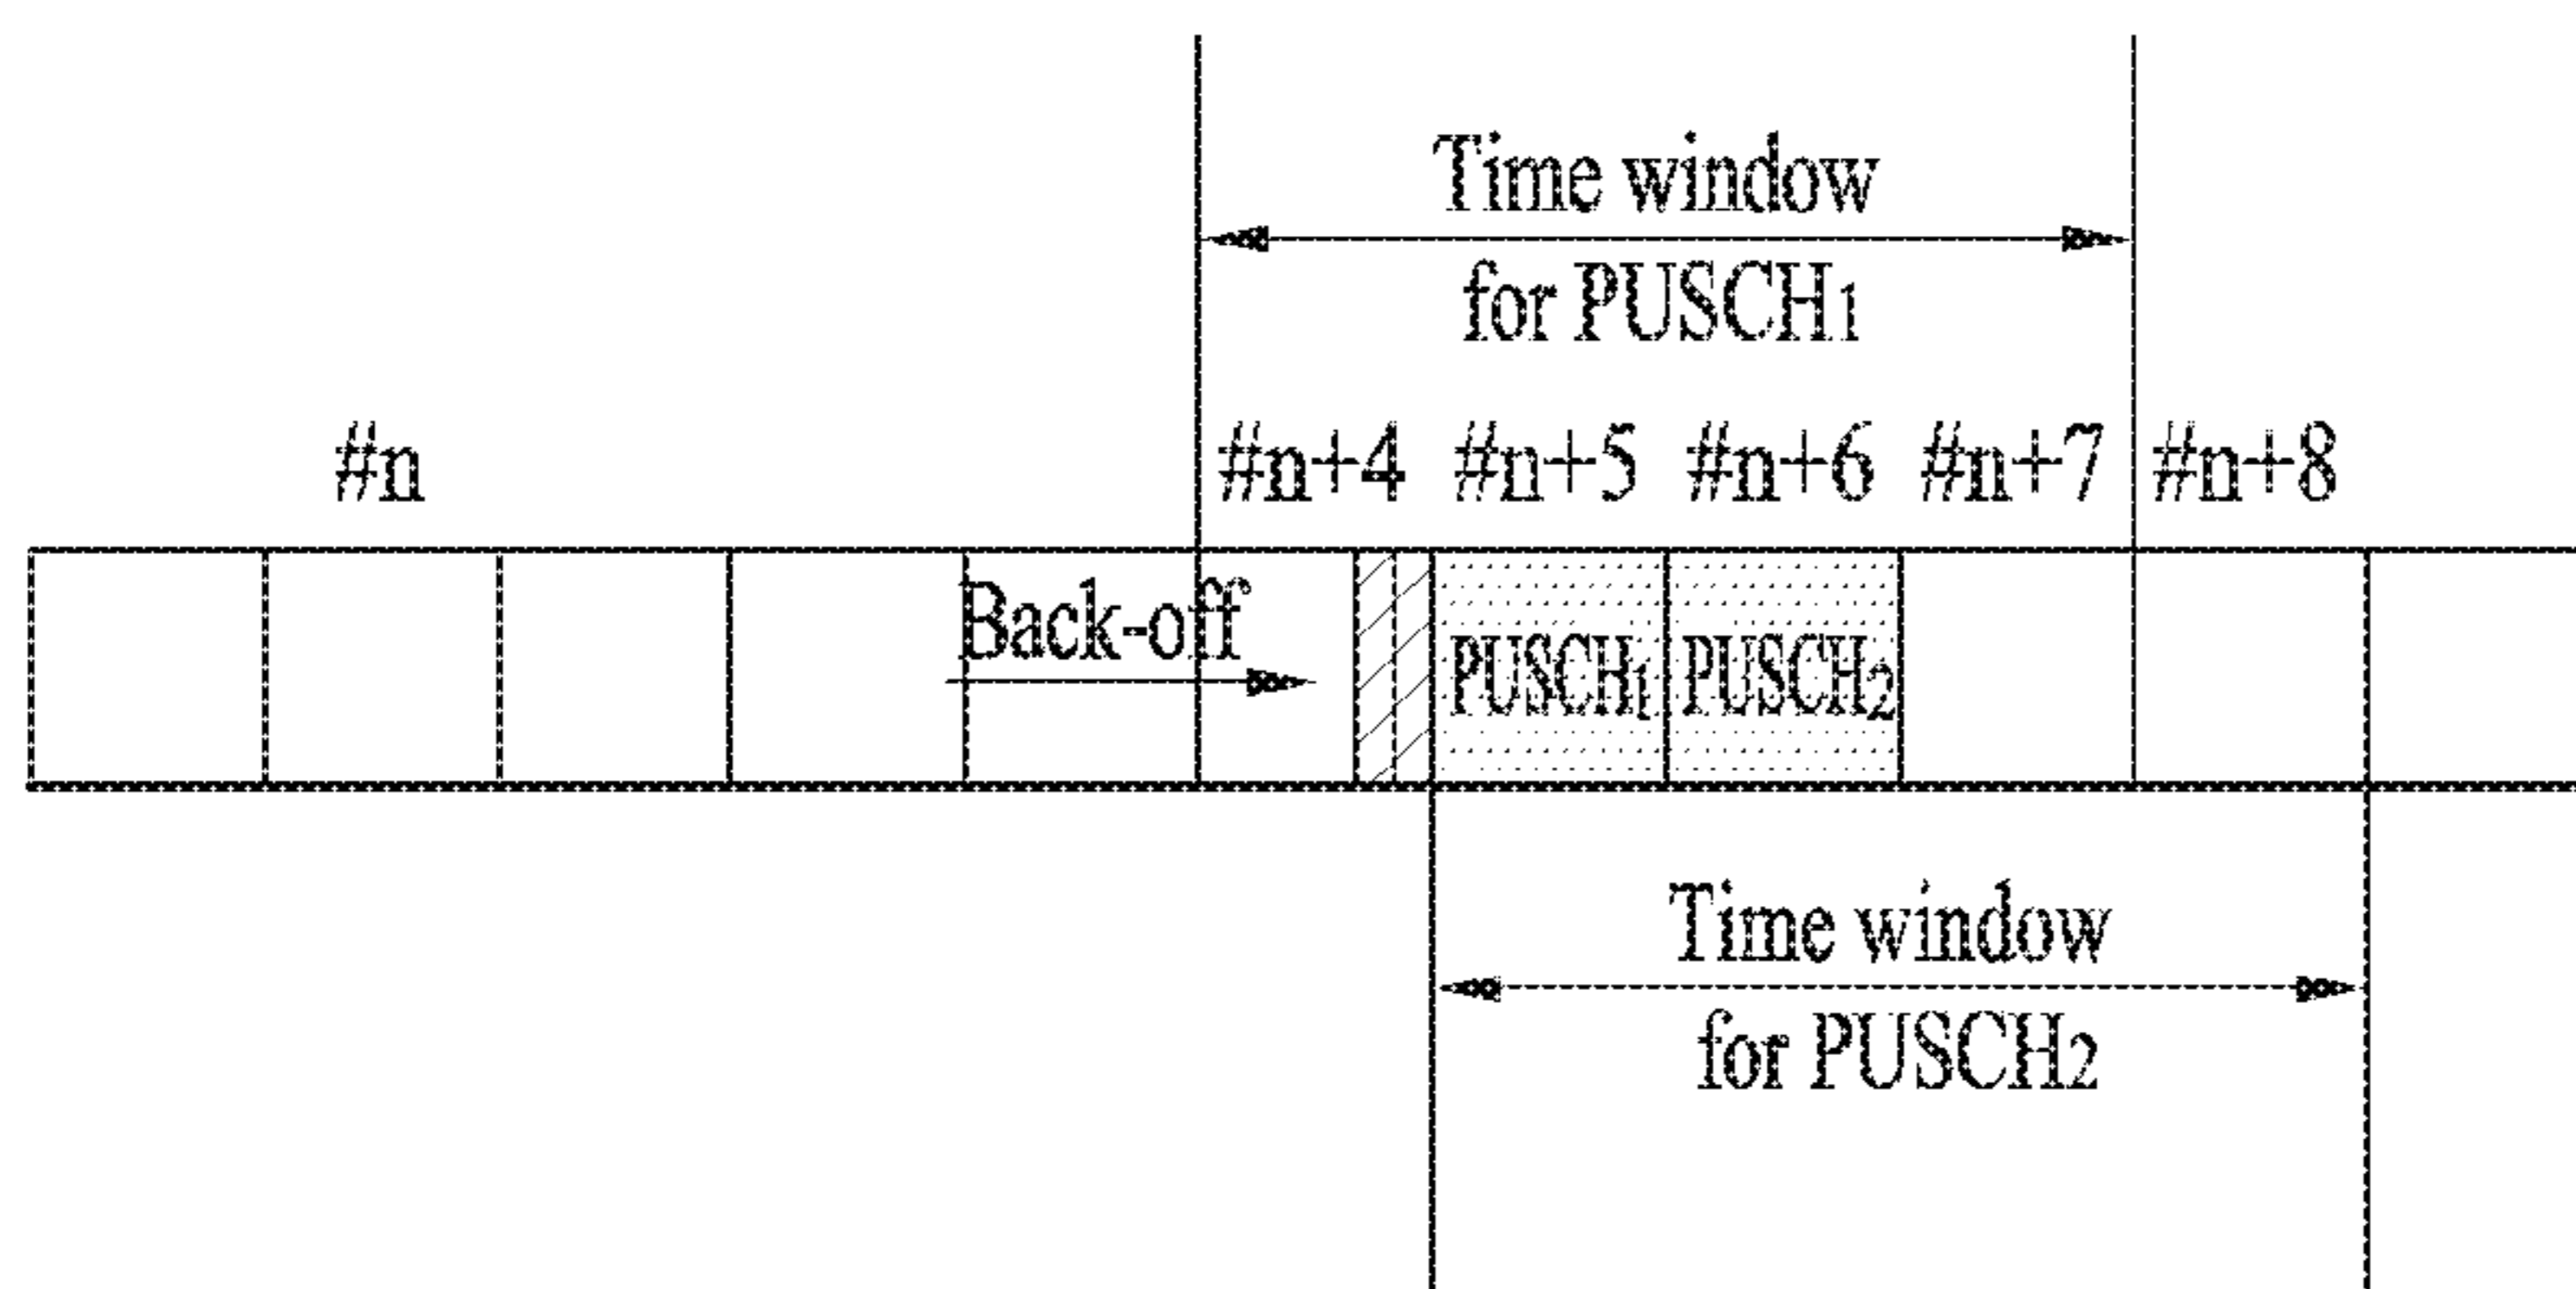 Time window
for PUSCH1
#n #n+4 #n+5 #n+6 #n+7 #n+8
Back-off
PUSCH1 PUSCH2
Time window
for PUSCH2